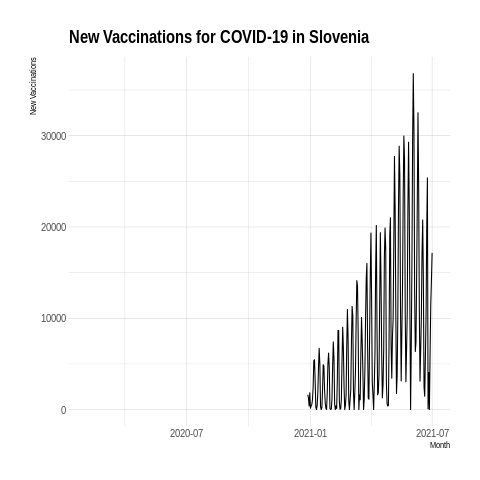 New Vaccinations for COVID-19 in Slovenia
New Vaccinations
30000
20000
10000
0
2020-07
2021-01
2021-07
Month